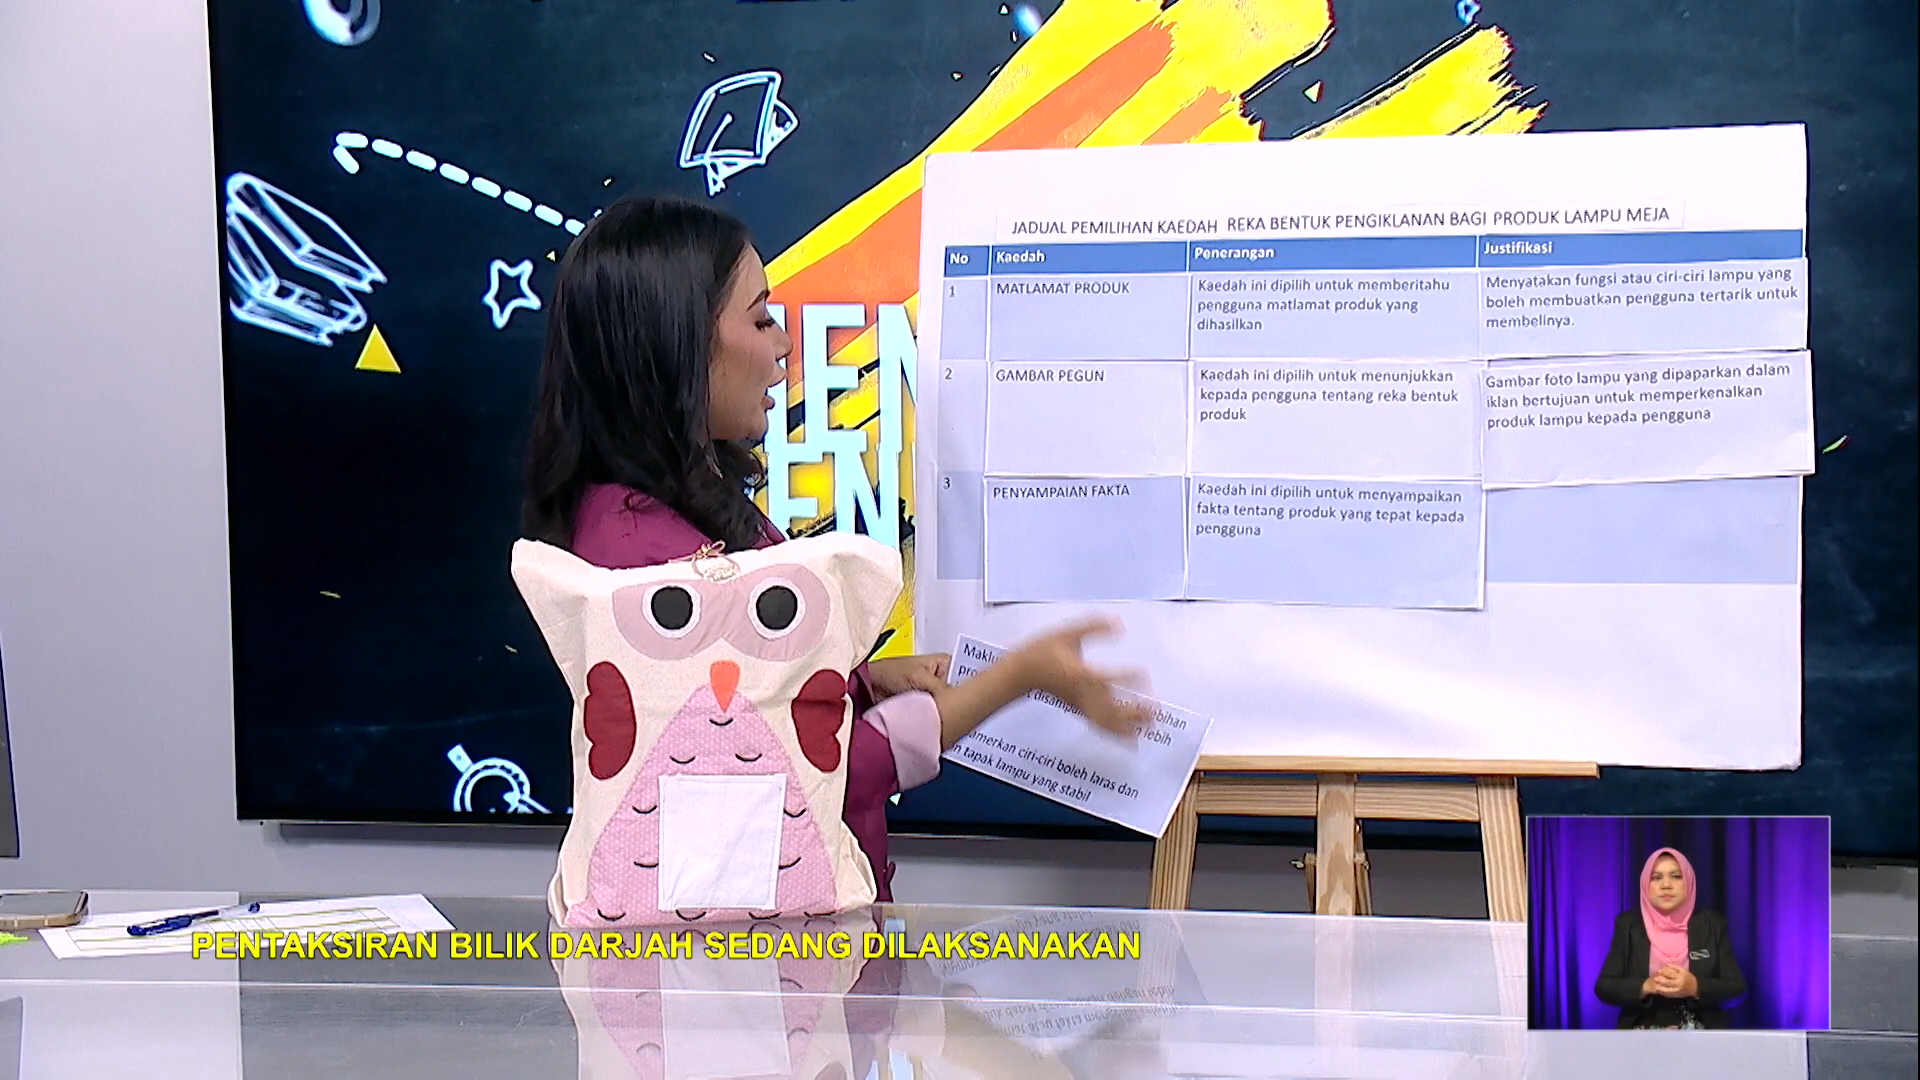 JADUAL PEMILIHAN KAEDAH REKA BENTUK PENGIKLANAN BAGI PRODUK LAMPU MEJA
No Kaedah Penerangan Justifikasi
1
MATLAMAT PRODUK
Kaedah ini dipilih untuk memberitahu
pengguna matlamat produk yang
dihasilkan
Menyatakan fungsi atau ciri-ciri lampu yang
boleh membuatkan pengguna tertarik untuk
membelinya.
2
GAMBAR PEGUN
Kaedah ini dipilih untuk menunjukkan
kepada pengguna tentang reka bentuk
produk
Gambar foto lampu yang dipaparkan dalam
iklan bertujuan untuk memperkenalkan
produk lampu kepada pengguna
3
PENYAMPAIAN FAKTA
Kaedah ini dipilih untuk menyampaikan
fakta tentang produk yang tepat kepada
pengguna
ciri-ciri boleh laras dan
tapak lampu yang stabil
PENTAKSIRAN BILIK DARJAH SEDANG DILAKSANAKAN